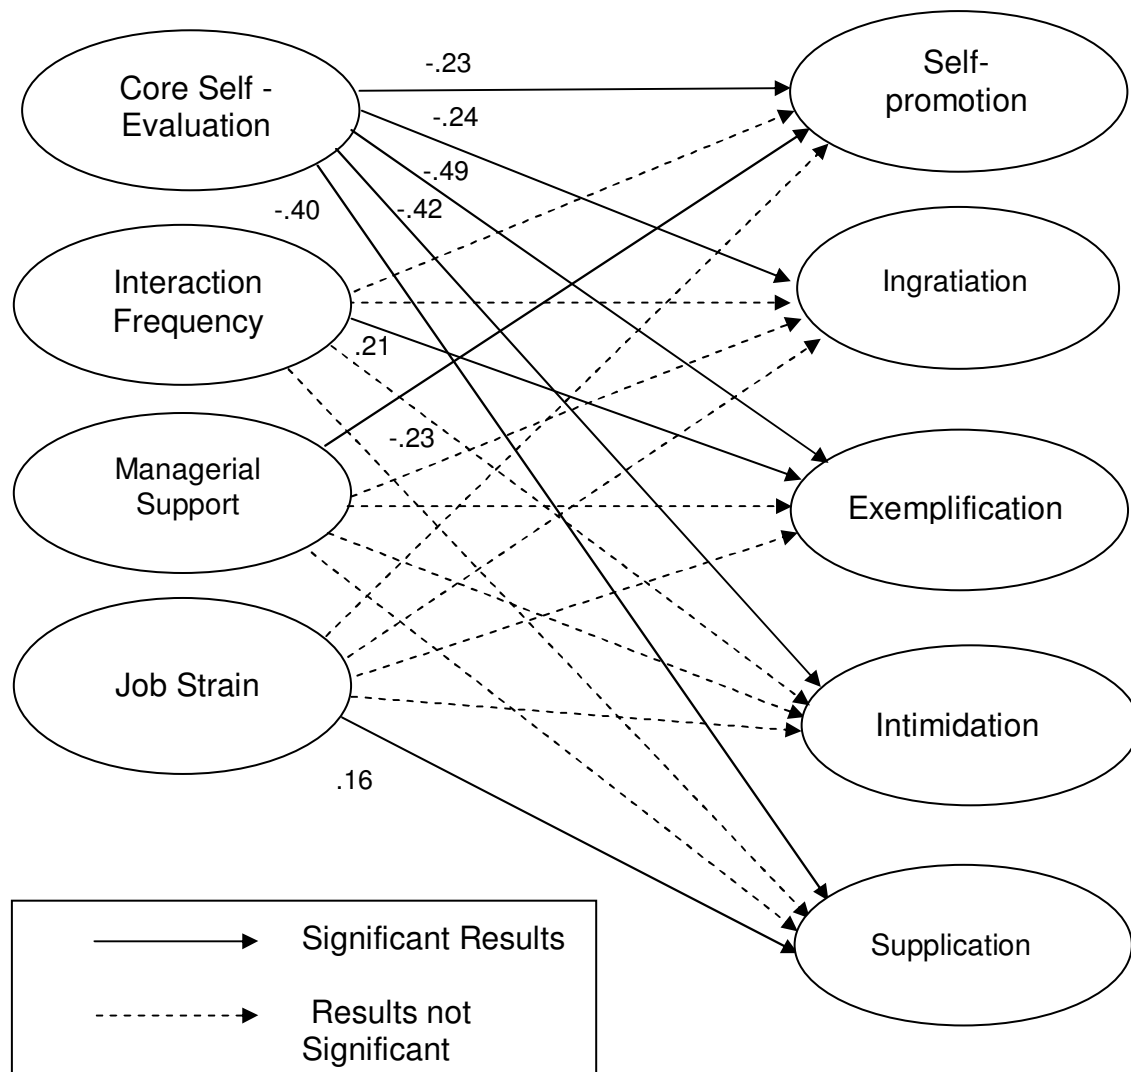 Core Self -
Evaluation
Interaction
Frequency
Managerial
Support
Job Strain
-.23
-.24
-.49
-.42
-.40
.21
-.23
.16
Self-
promotion
Ingratiation
Exemplification
Intimidation
Supplication
Significant Results
Results not
Significant